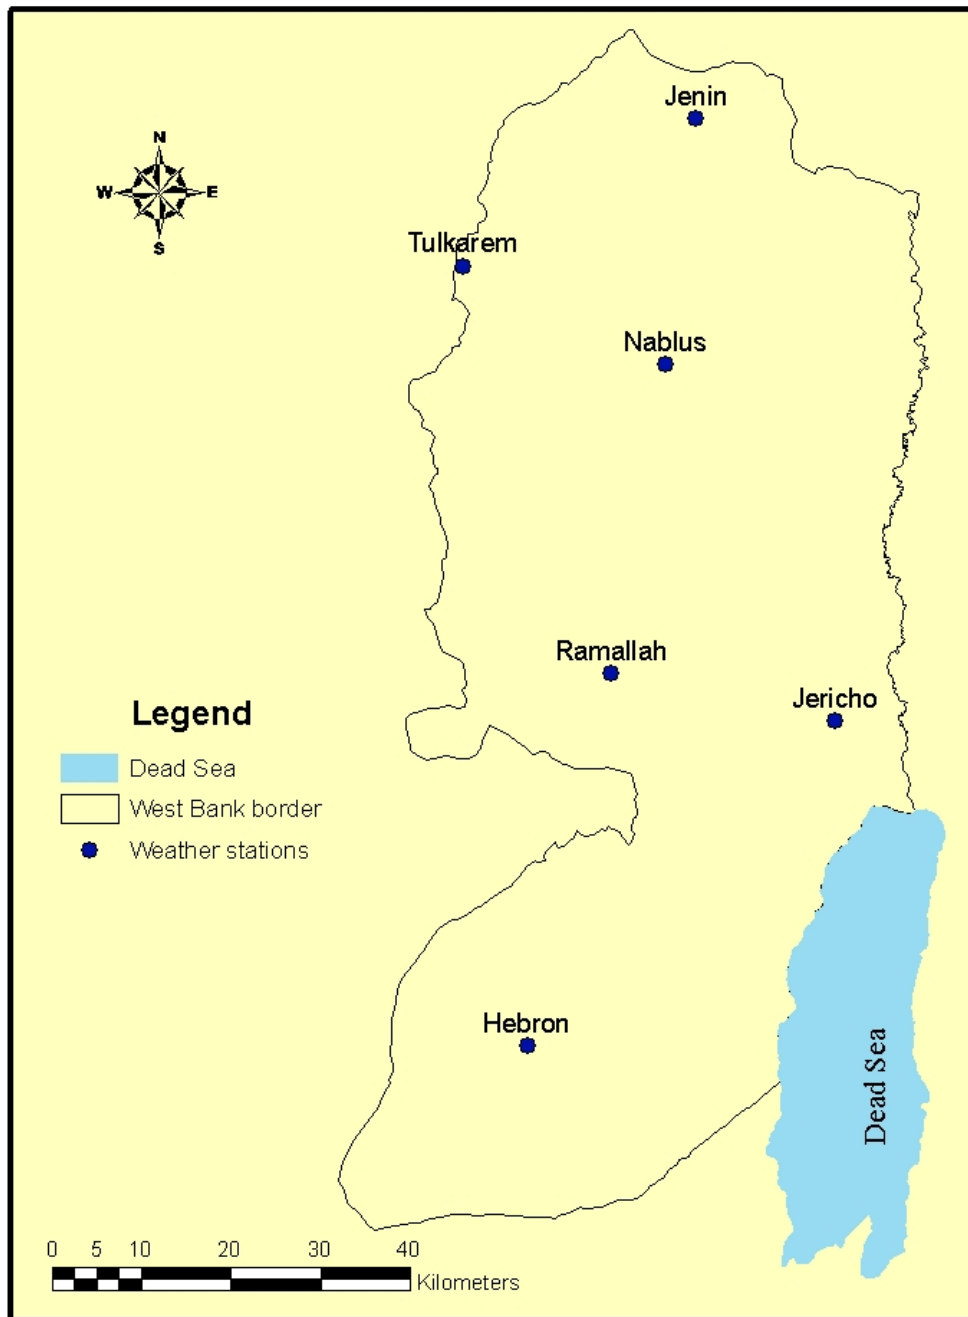 Jenin
N
W E
S
Tulkarem
Nablus
Ramallah
Jericho
Legend
Dead Sea
West Bank border
Weather stations
Hebron
Dead Sea
0 5 10 20 30 40
Kilometers